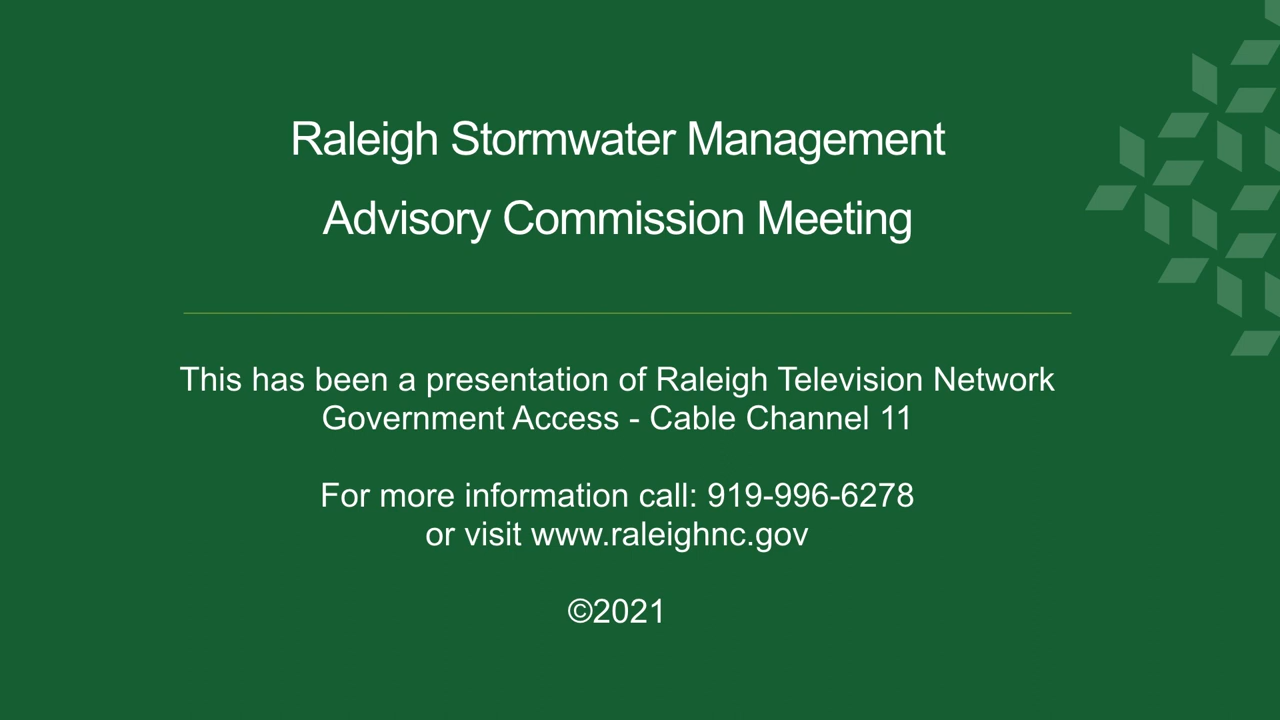 Raleigh Stormwater Management
Advisory Commission Meeting
This has been a presentation of Raleigh Television Network
Government Access - Cable Channel 11
For more information call: 919-996-6278
or visit www.raleighnc.gov
©2021